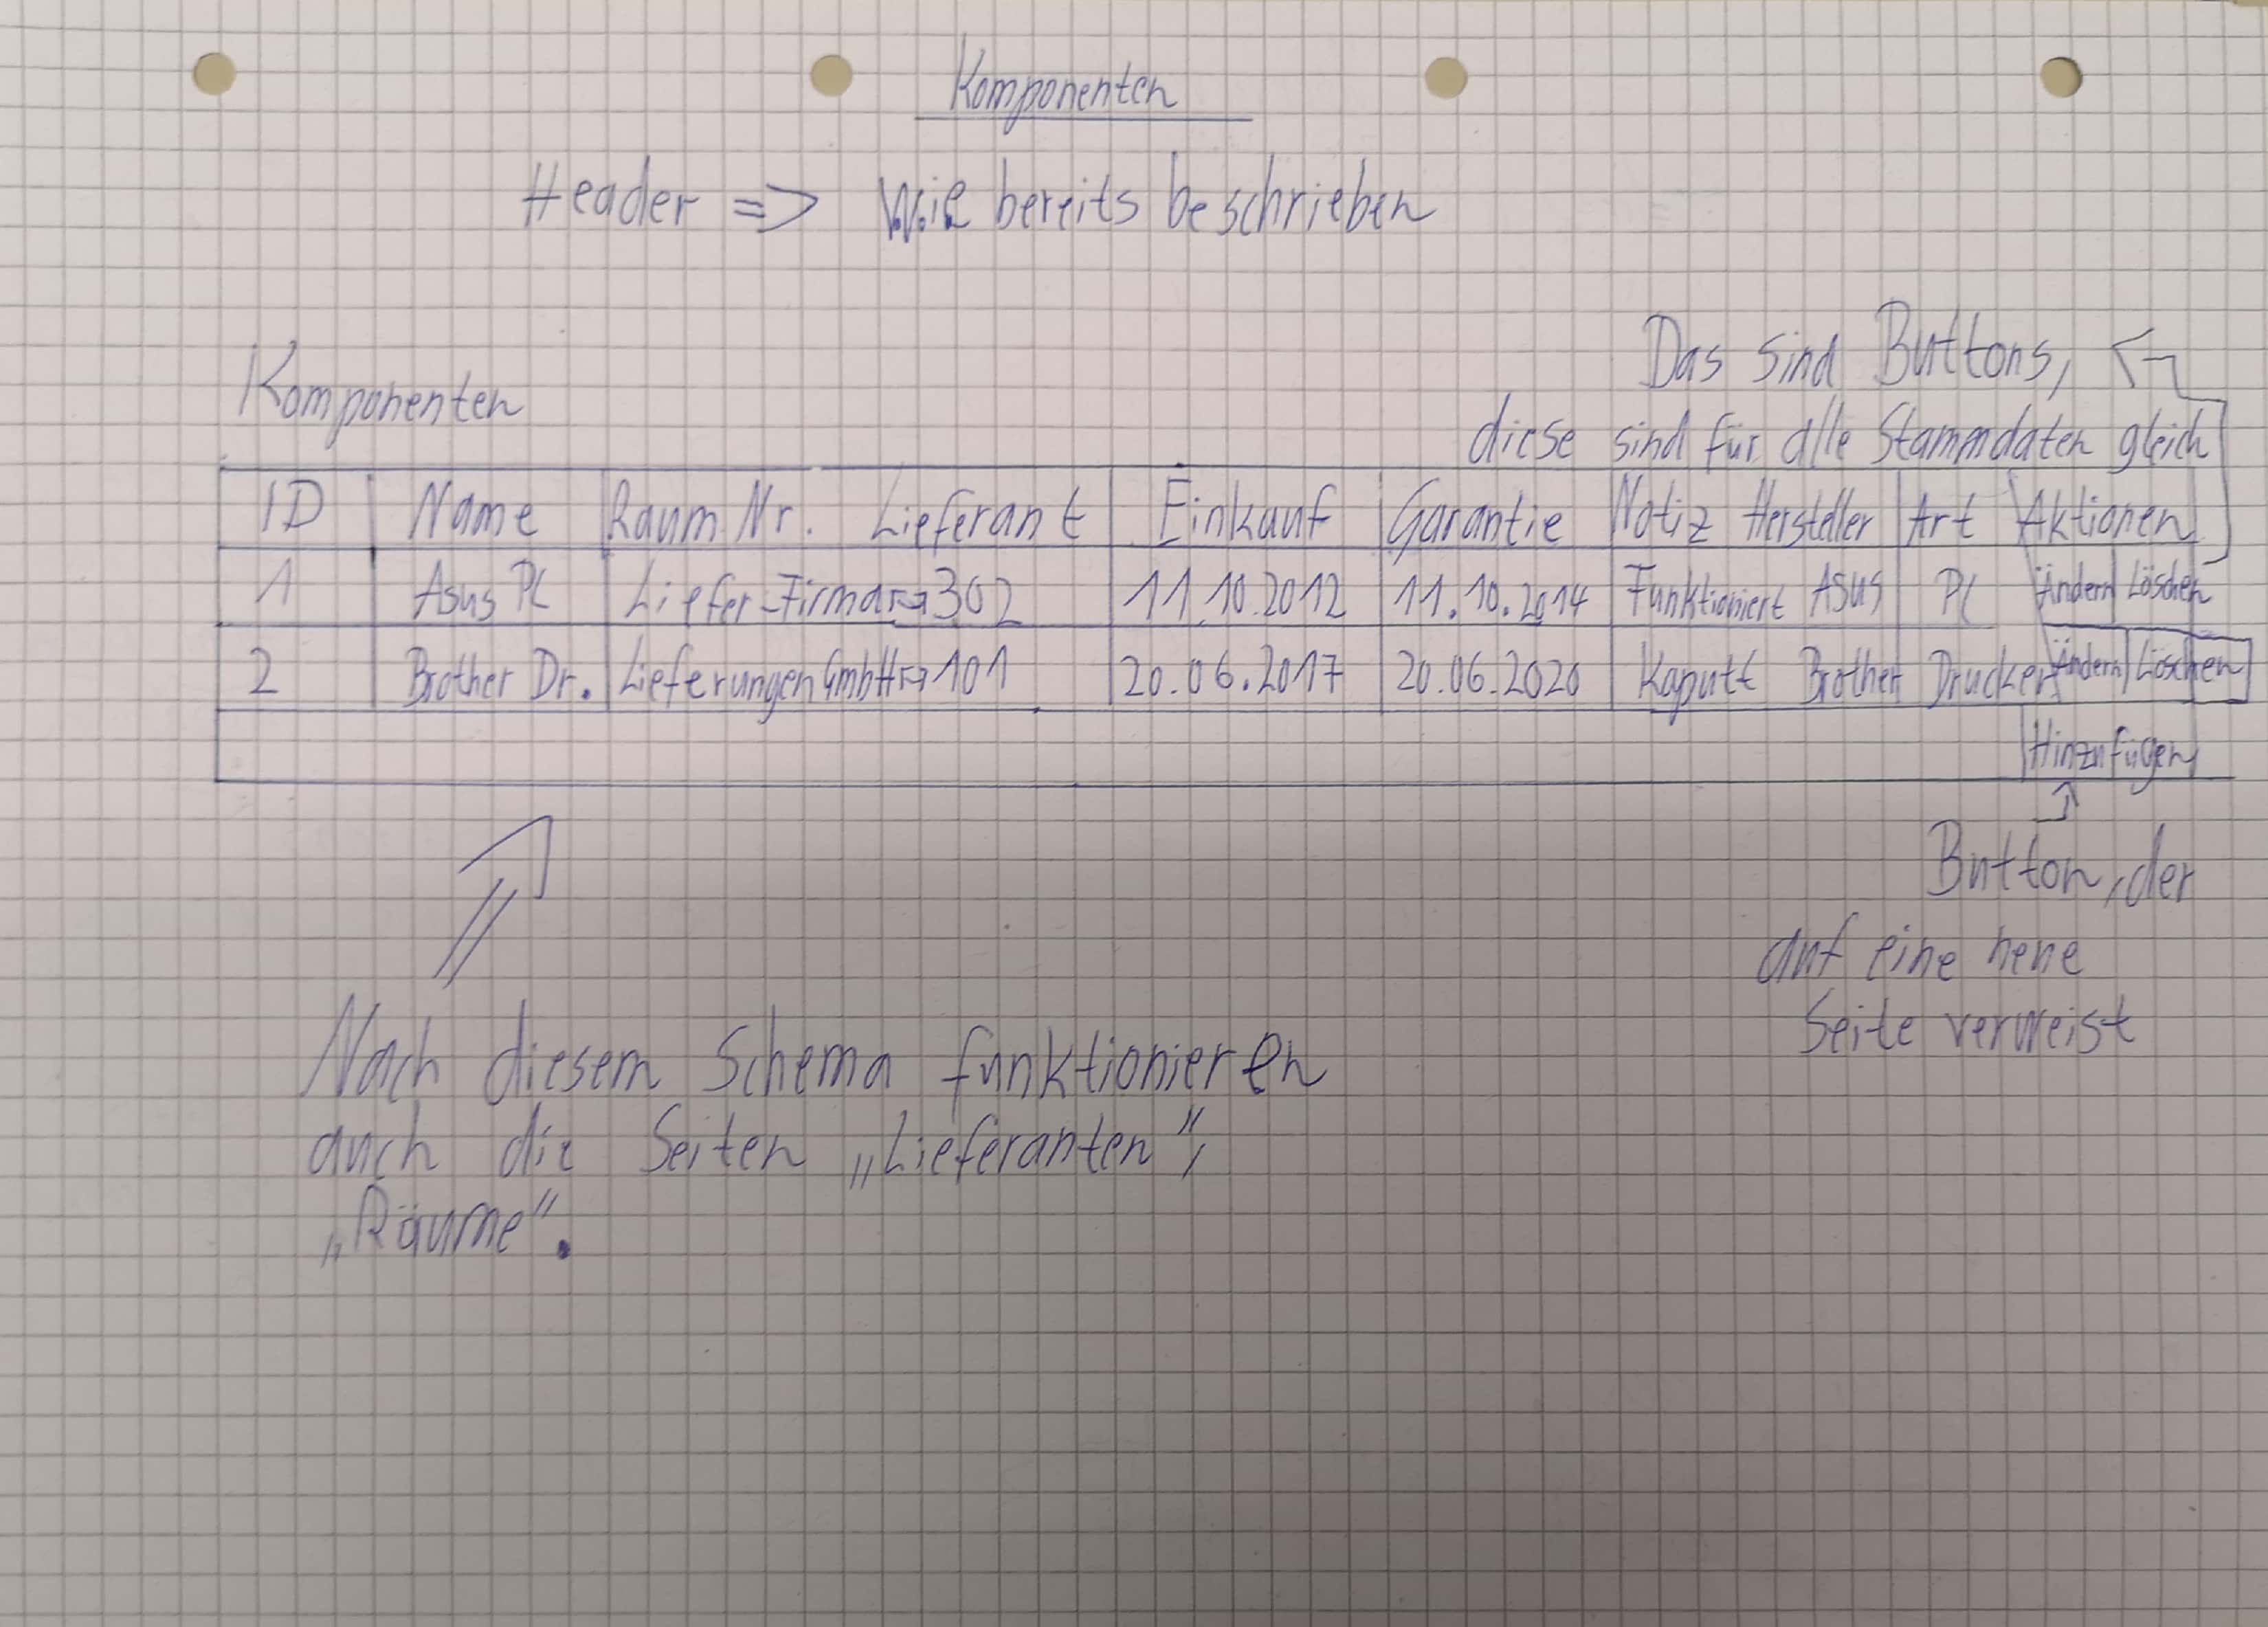 Komponenten
Header => Wie bereits beschrieben
Das sind Buttons,
diese sind für alle Stammdaten gleich
Komponenten
ID Name Raum Nr. Lieferant Einkauf Garantie Notiz Hersteller Art Aktionen
1 Asus PC Liefer-Firma 302 11.10.2012 11.10.2014 Funktioniert Asus PC Ändern Löschen
2 Brother Dr. Lieferungen GmbH 101 20.06.2017 20.06.2020 Kaputt Brother Drucker Ändern Löschen
Hinzufügen
Button, der
auf eine neue
Seite verweist
Nach diesem Schema funktionieren
auch die Seiten „Lieferanten",
„Räume".